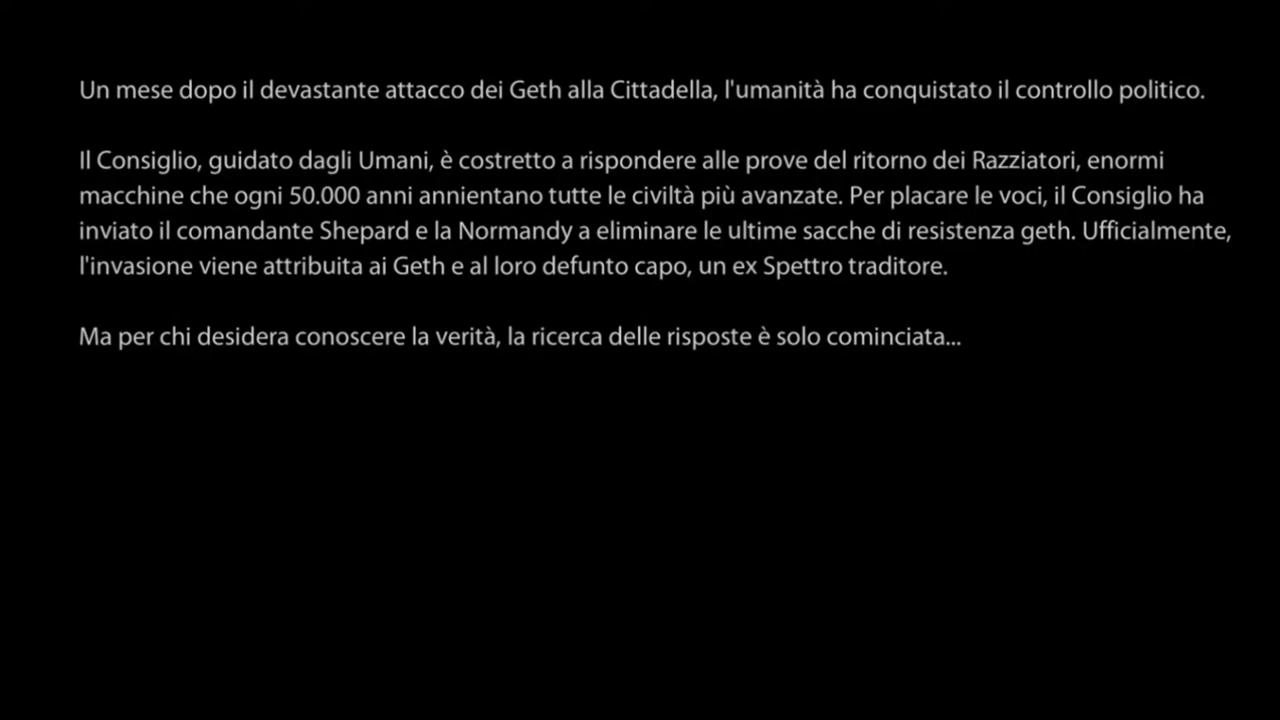 Un mese dopo il devastante attacco dei Geth alla Cittadella, l'umanità ha conquistato il controllo politico.
Il Consiglio, guidato dagli Umani, è costretto a rispondere alle prove del ritorno dei Razziatori, enormi
macchine che ogni 50.000 anni annientano tutte le civiltà più avanzate. Per placare le voci, il Consiglio ha
inviato il comandante Shepard e la Normandy a eliminare le ultime sacche di resistenza geth. Ufficialmente,
l'invasione viene attribuita ai Geth e al loro defunto capo, un ex Spettro traditore.
Ma per chi desidera conoscere la verità, la ricerca delle risposte è solo cominciata...